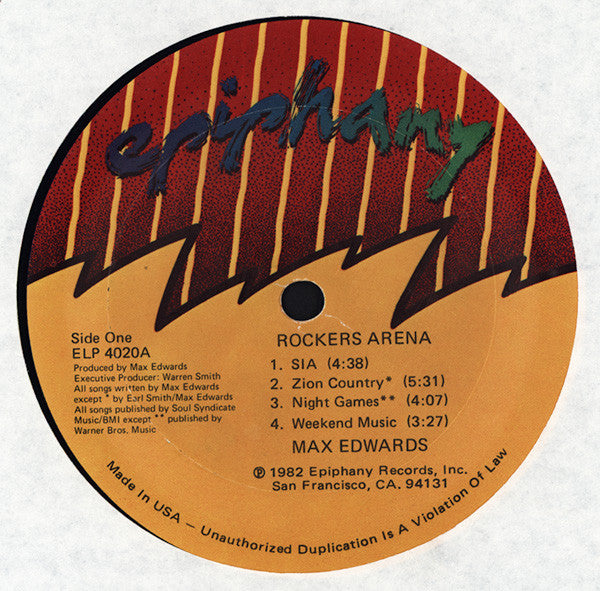 epiphany
Side One
ELP 4020A
Produced by Max Edwards
Executive Producer: Warren Smith
All songs written by Max Edwards
except * by Earl Smith/Max Edwards
All songs published by Soul Syndicate
Music/BMI except ** published by
Warner Bros. Music
ROCKERS ARENA
1. SIA (4:38)
2. Zion Country* (5:31)
3. Night Games** (4:07)
4. Weekend Music (3:27)
MAX EDWARDS
℗ 1982 Epiphany Records, Inc.
San Francisco, CA. 94131
Made In USA – Unauthorized Duplication Is A Violation Of Law